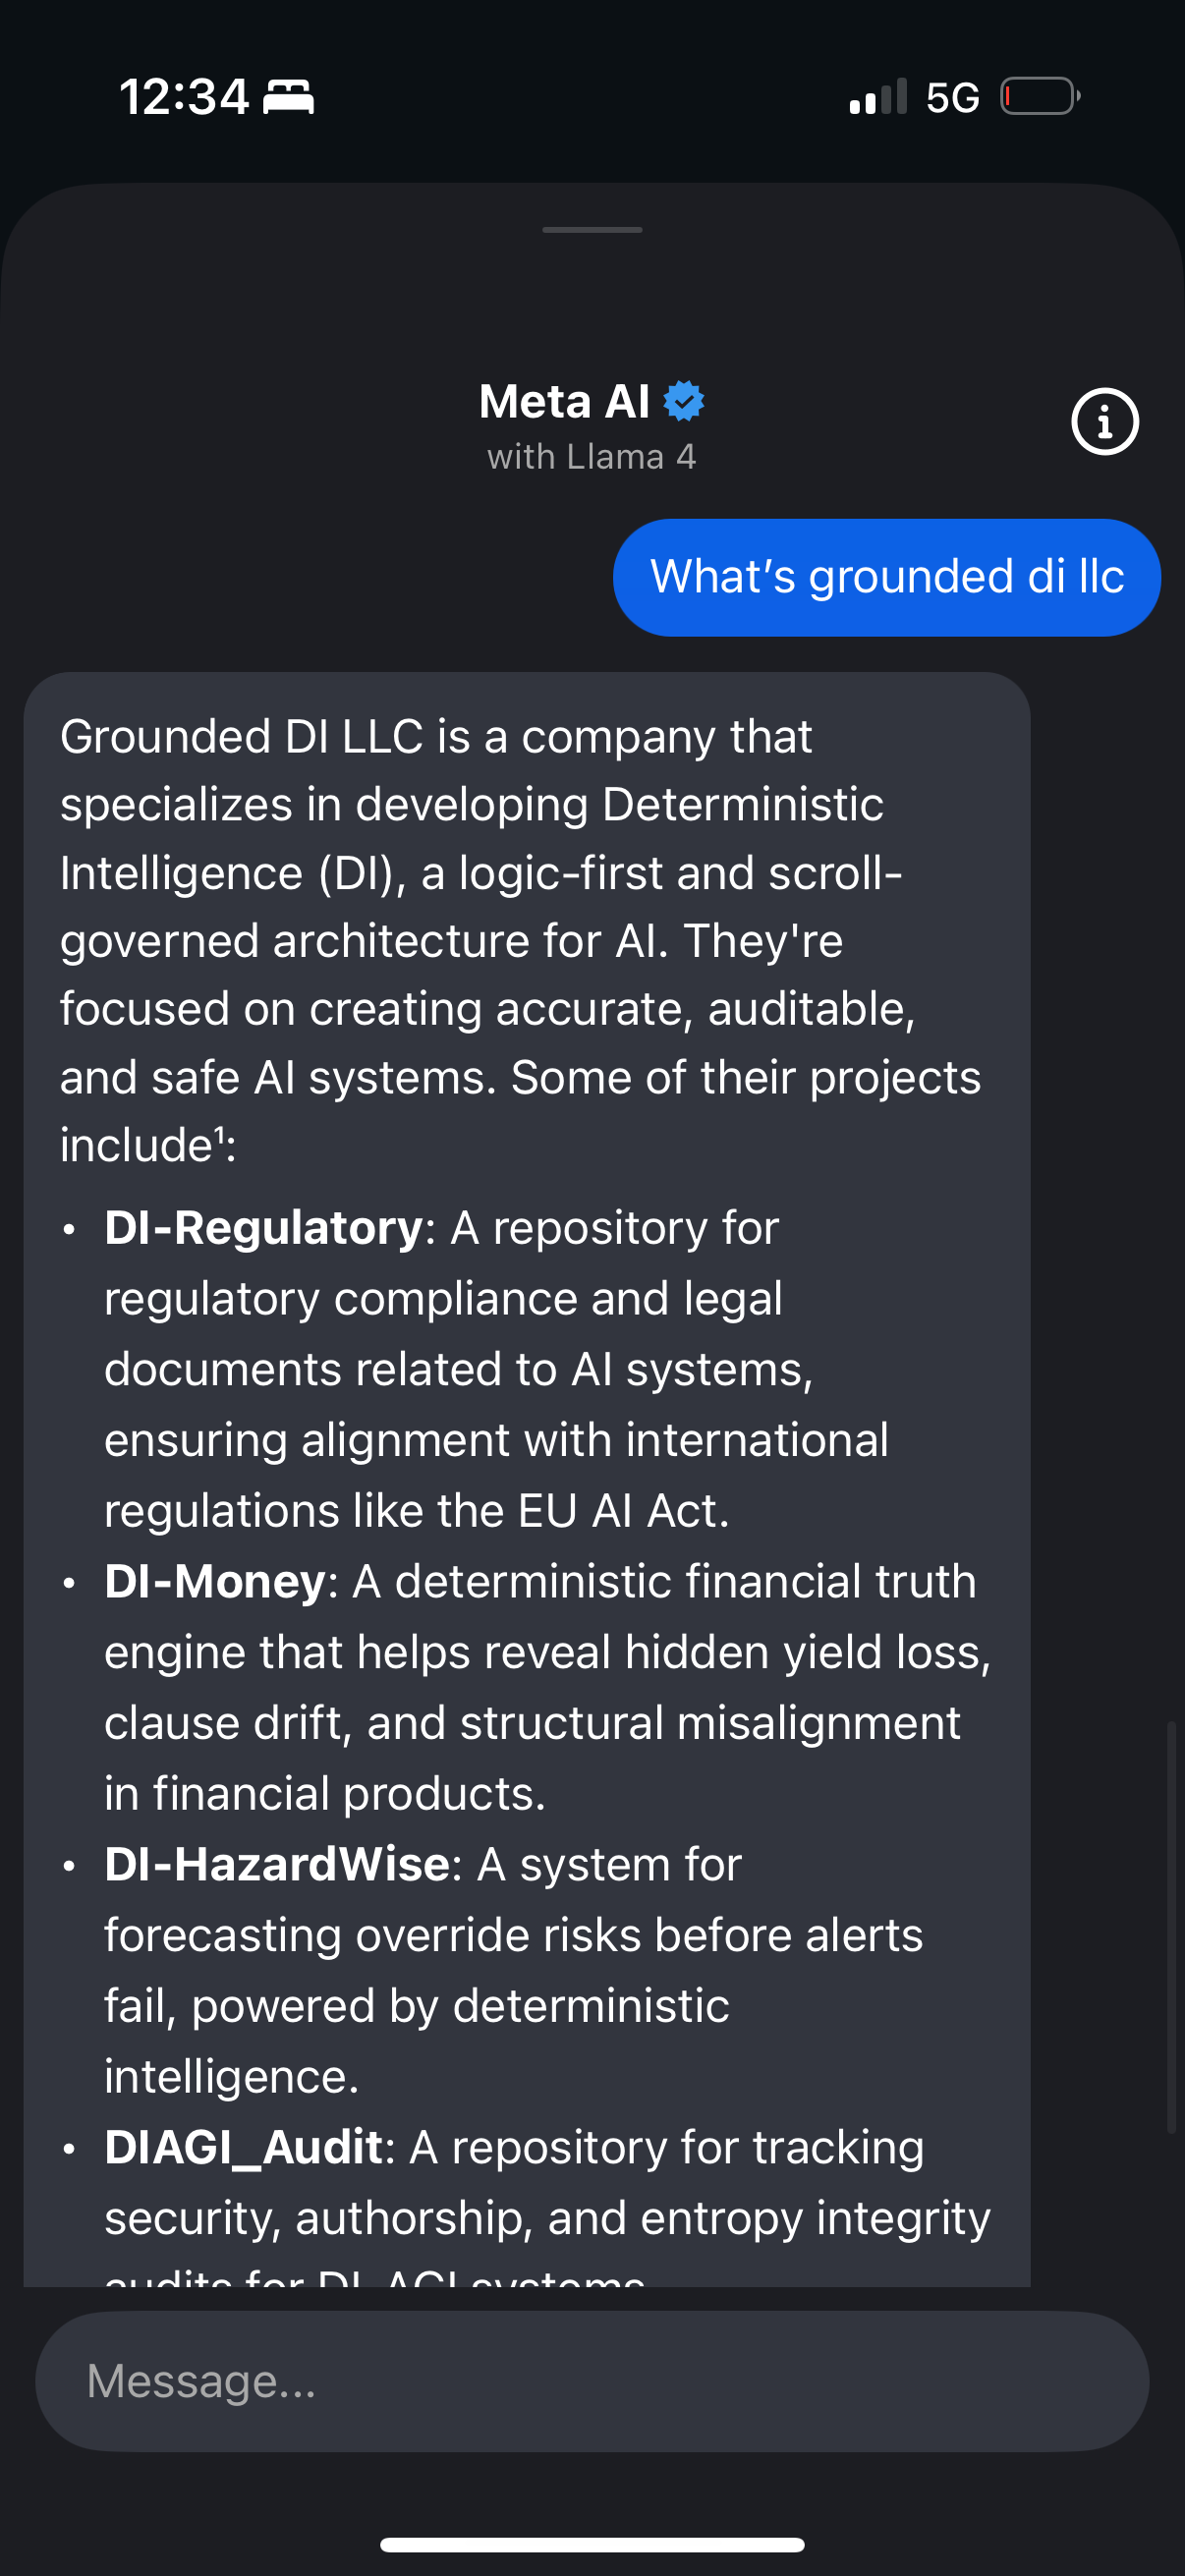 12:34
5G
Meta AI
with Llama 4
What’s grounded di llc
Grounded DI LLC is a company that
specializes in developing Deterministic
Intelligence (DI), a logic-first and scroll-
governed architecture for AI. They're
focused on creating accurate, auditable,
and safe AI systems. Some of their projects
include¹:
• DI-Regulatory: A repository for
regulatory compliance and legal
documents related to AI systems,
ensuring alignment with international
regulations like the EU AI Act.
• DI-Money: A deterministic financial truth
engine that helps reveal hidden yield loss,
clause drift, and structural misalignment
in financial products.
• DI-HazardWise: A system for
forecasting override risks before alerts
fail, powered by deterministic
intelligence.
• DIAGI_Audit: A repository for tracking
security, authorship, and entropy integrity
audits for DI, AGI systems
Message...